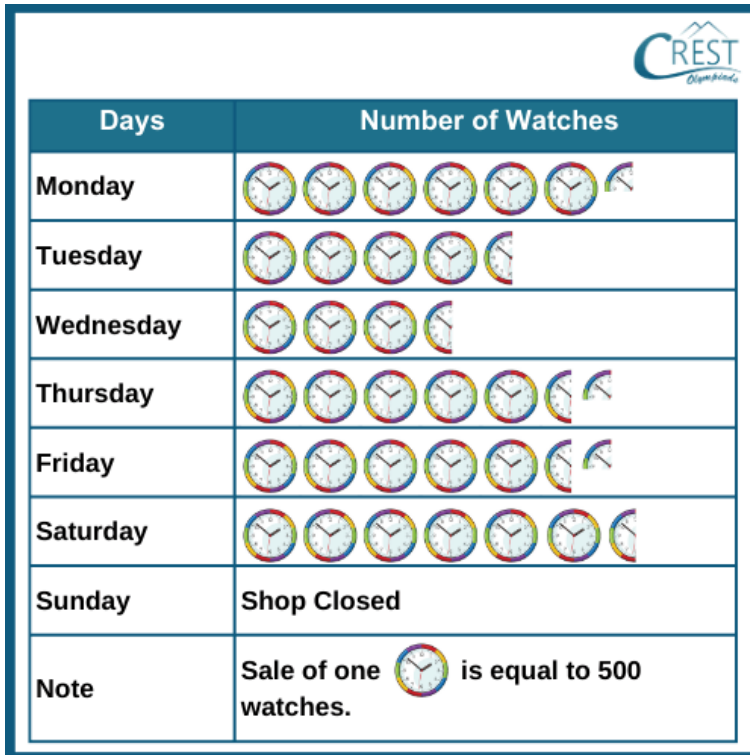 CREST
Olympiads
Days Number of Watches
Monday
Tuesday
Wednesday
Thursday
Friday
Saturday
Sunday Shop Closed
Note Sale of one is equal to 500
watches.